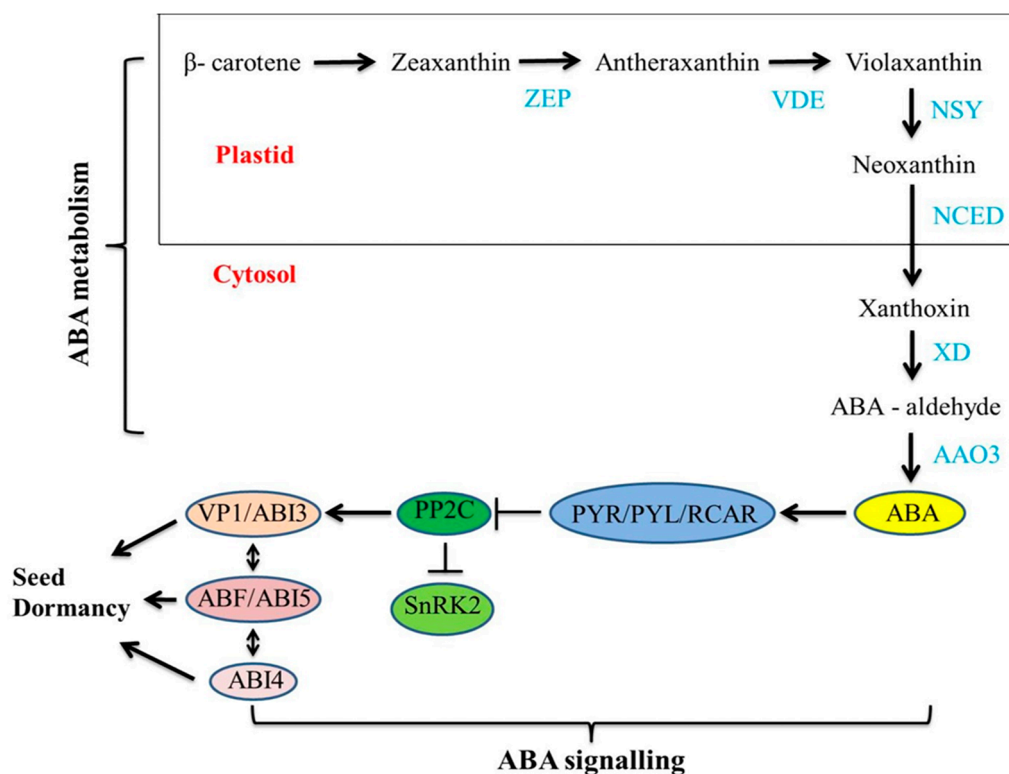 β- carotene
Zeaxanthin
Antheraxanthin
Violaxanthin
ZEP
VDE
NSY
Plastid
Neoxanthin
NCED
Cytosol
ABA metabolism
Xanthoxin
XD
ABA - aldehyde
AAO3
VP1/ABI3
PP2C
PYR/PYL/RCAR
ABA
Seed
Dormancy
ABF/ABI5
SnRK2
ABI4
ABA signalling